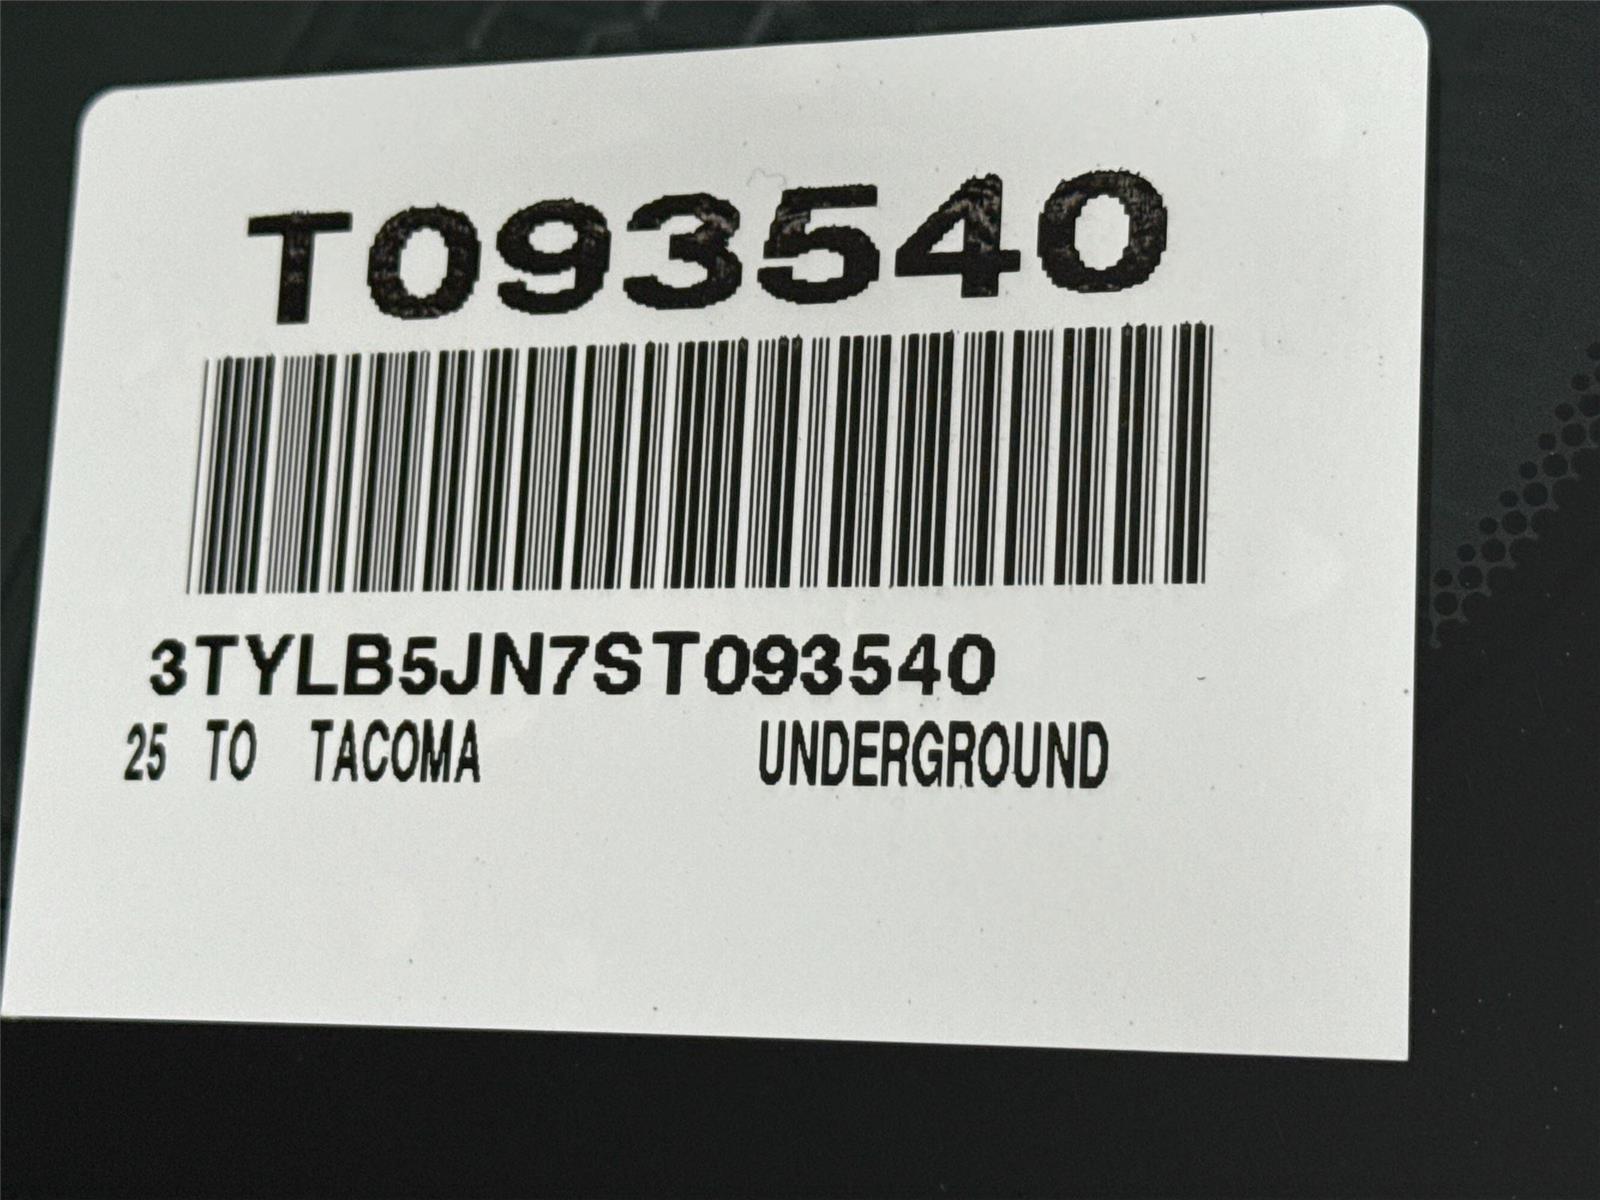 T093540
3TYLB5JN7ST093540
25 TO TACOMA UNDERGROUND